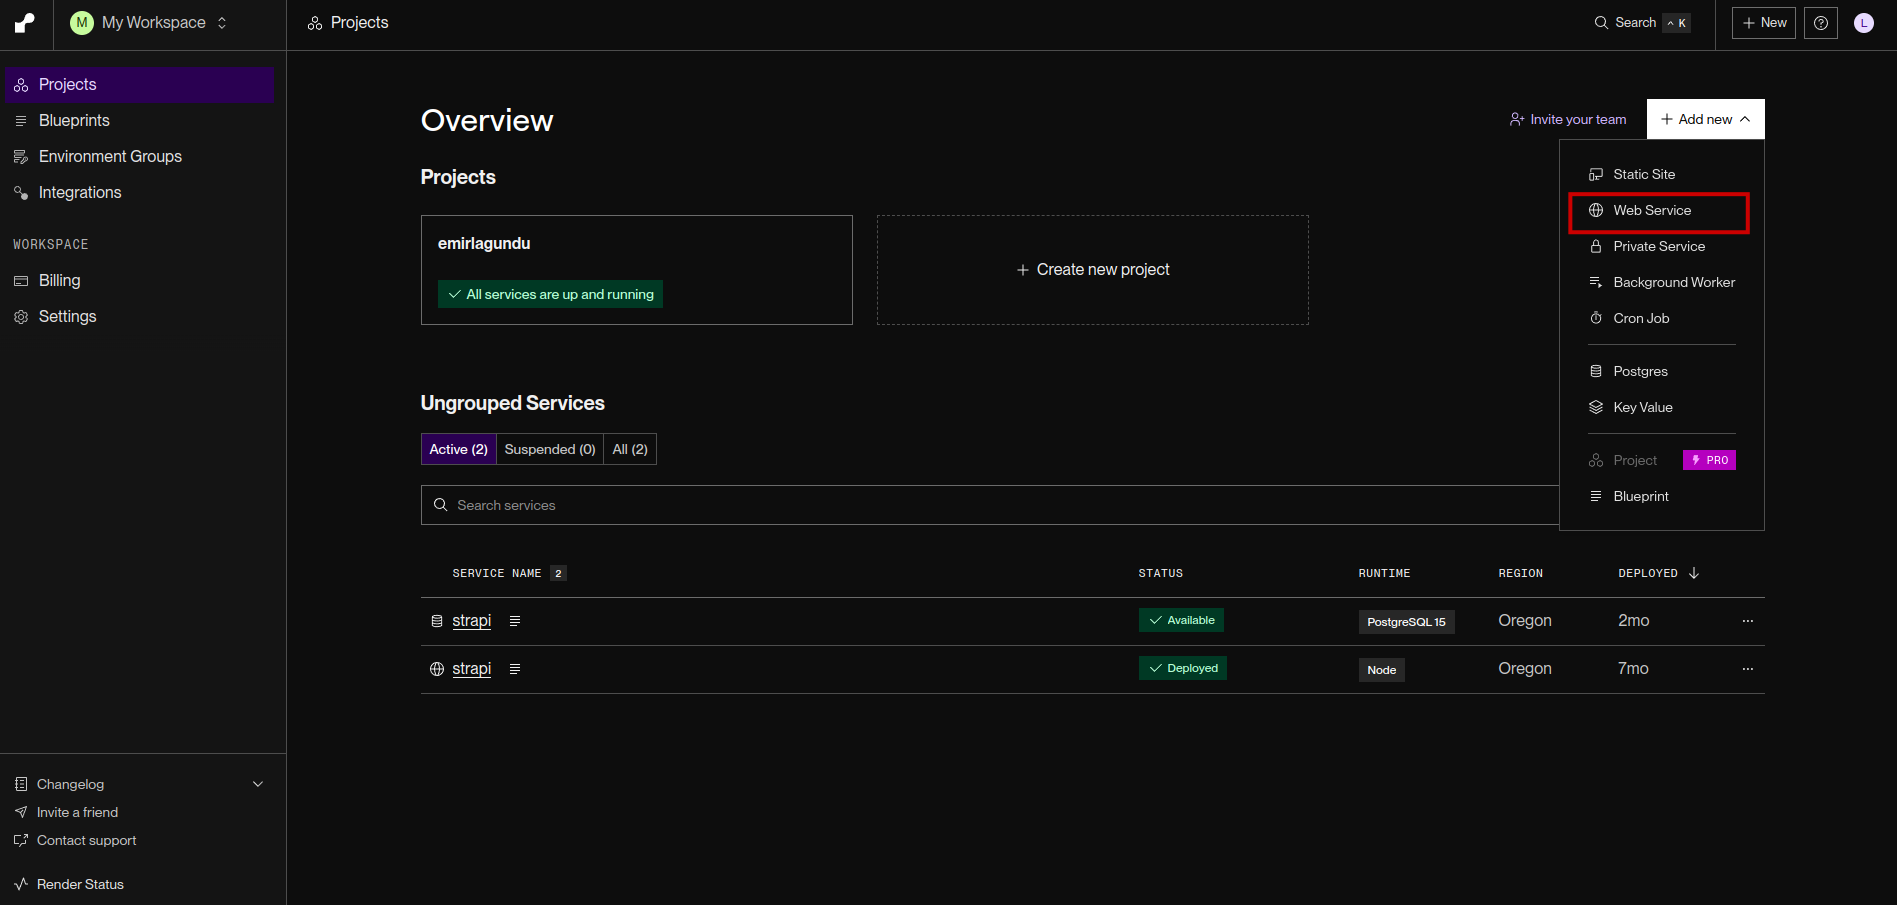 M My Workspace
Projects
Search ^ K
+ New
L
Projects
Blueprints
Environment Groups
Integrations
WORKSPACE
Billing
Settings
Changelog
Invite a friend
Contact support
Render Status
Overview
Invite your team
+ Add new
Static Site
Web Service
Private Service
Background Worker
Cron Job
Postgres
Key Value
Project PRO
Blueprint
Projects
emirlagundu
All services are up and running
+ Create new project
Ungrouped Services
Active (2) Suspended (0) All (2)
Search services
SERVICE NAME 2 STATUS RUNTIME REGION DEPLOYED
strapi Available PostgreSQL 15 Oregon 2mo
strapi Deployed Node Oregon 7mo